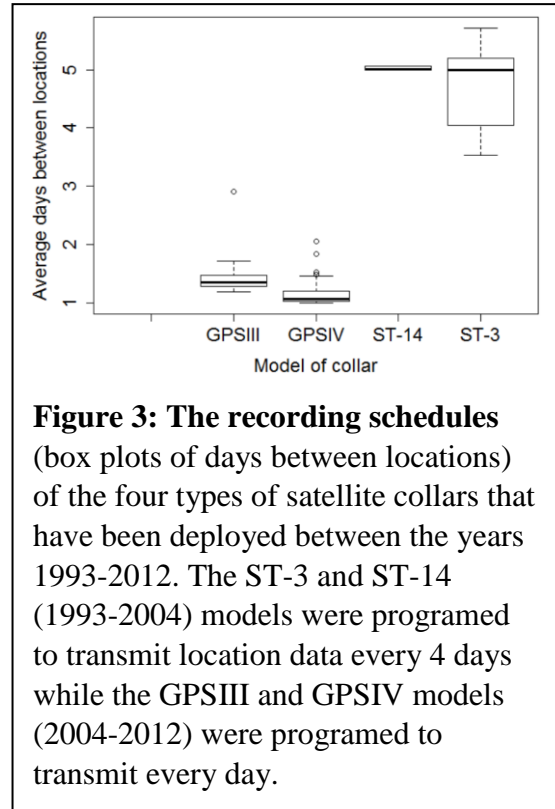 Average days between locations
5
4
3
2
1
GPSIII GPSIV ST-14 ST-3
Model of collar
Figure 3: The recording schedules
(box plots of days between locations)
of the four types of satellite collars that
have been deployed between the years
1993-2012. The ST-3 and ST-14
(1993-2004) models were programed
to transmit location data every 4 days
while the GPSIII and GPSIV models
(2004-2012) were programed to
transmit every day.